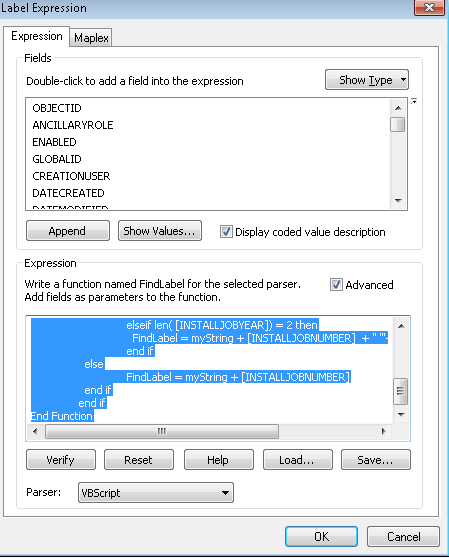 Label Expression
Expression Maplex
Fields
Double-click to add a field into the expression Show Type
OBJECTID
ANCILLARYROLE
ENABLED
GLOBALID
CREATIONUSER
DATECREATED
DATEMODIFIED
Append Show Values... Display coded value description
Expression
Write a function named FindLabel for the selected parser. Advanced
Add fields as parameters to the function.
elseif len( [INSTALLJOBYEAR]) = 2 then
FindLabel = myString + [INSTALLJOBNUMBER] + " '"
end if
else
FindLabel = myString + [INSTALLJOBNUMBER]
end if
end if
End Function
Verify Reset Help Load... Save...
Parser: VBScript
OK Cancel